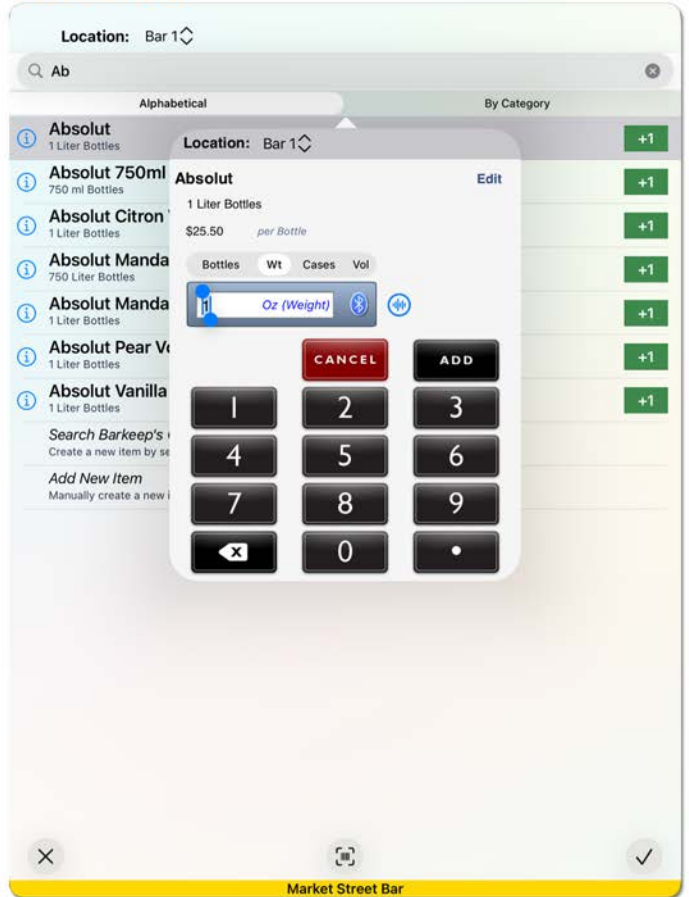 Location: Bar 1
Ab
Alphabetical
By Category
Absolut
1 Liter Bottles
+1
Absolut 750ml
750 ml Bottles
+1
Absolut Citron
1 Liter Bottles
+1
Absolut Manda
750 Liter Bottles
+1
Absolut Manda
1 Liter Bottles
+1
Absolut Pear Vo
1 Liter Bottles
+1
Absolut Vanilla
1 Liter Bottles
+1
Search Barkeep's
Create a new item by se
Add New Item
Manually create a new i
Location: Bar 1
Absolut
Edit
1 Liter Bottles
$25.50 per Bottle
Bottles Wt Cases Vol
1 Oz (Weight)
CANCEL ADD
1 2 3
4 5 6
7 8 9
0 .
Market Street Bar